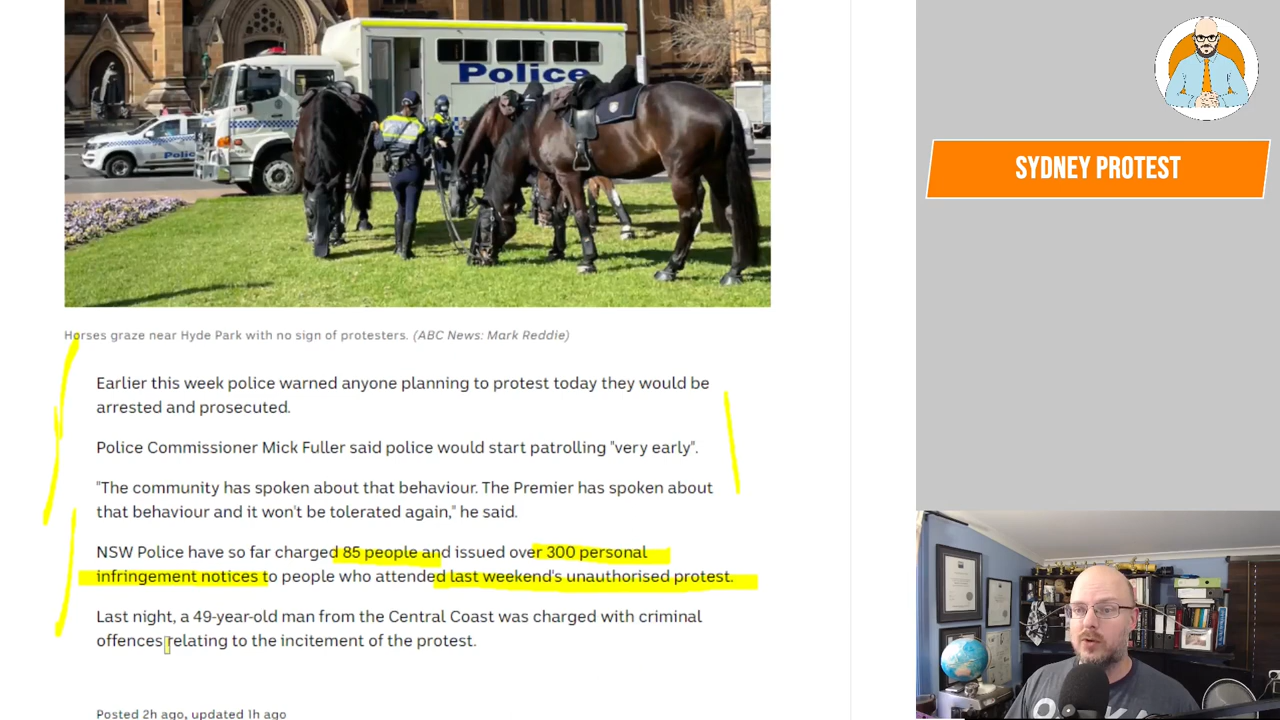 Police
Police
Horses graze near Hyde Park with no sign of protesters. (ABC News: Mark Reddie)
Earlier this week police warned anyone planning to protest today they would be
arrested and prosecuted.
Police Commissioner Mick Fuller said police would start patrolling "very early".
"The community has spoken about that behaviour. The Premier has spoken about
that behaviour and it won't be tolerated again," he said.
NSW Police have so far charged 85 people and issued over 300 personal
infringement notices to people who attended last weekend's unauthorised protest.
Last night, a 49-year-old man from the Central Coast was charged with criminal
offences relating to the incitement of the protest.
Posted 2h ago, updated 1h ago
SYDNEY PROTEST